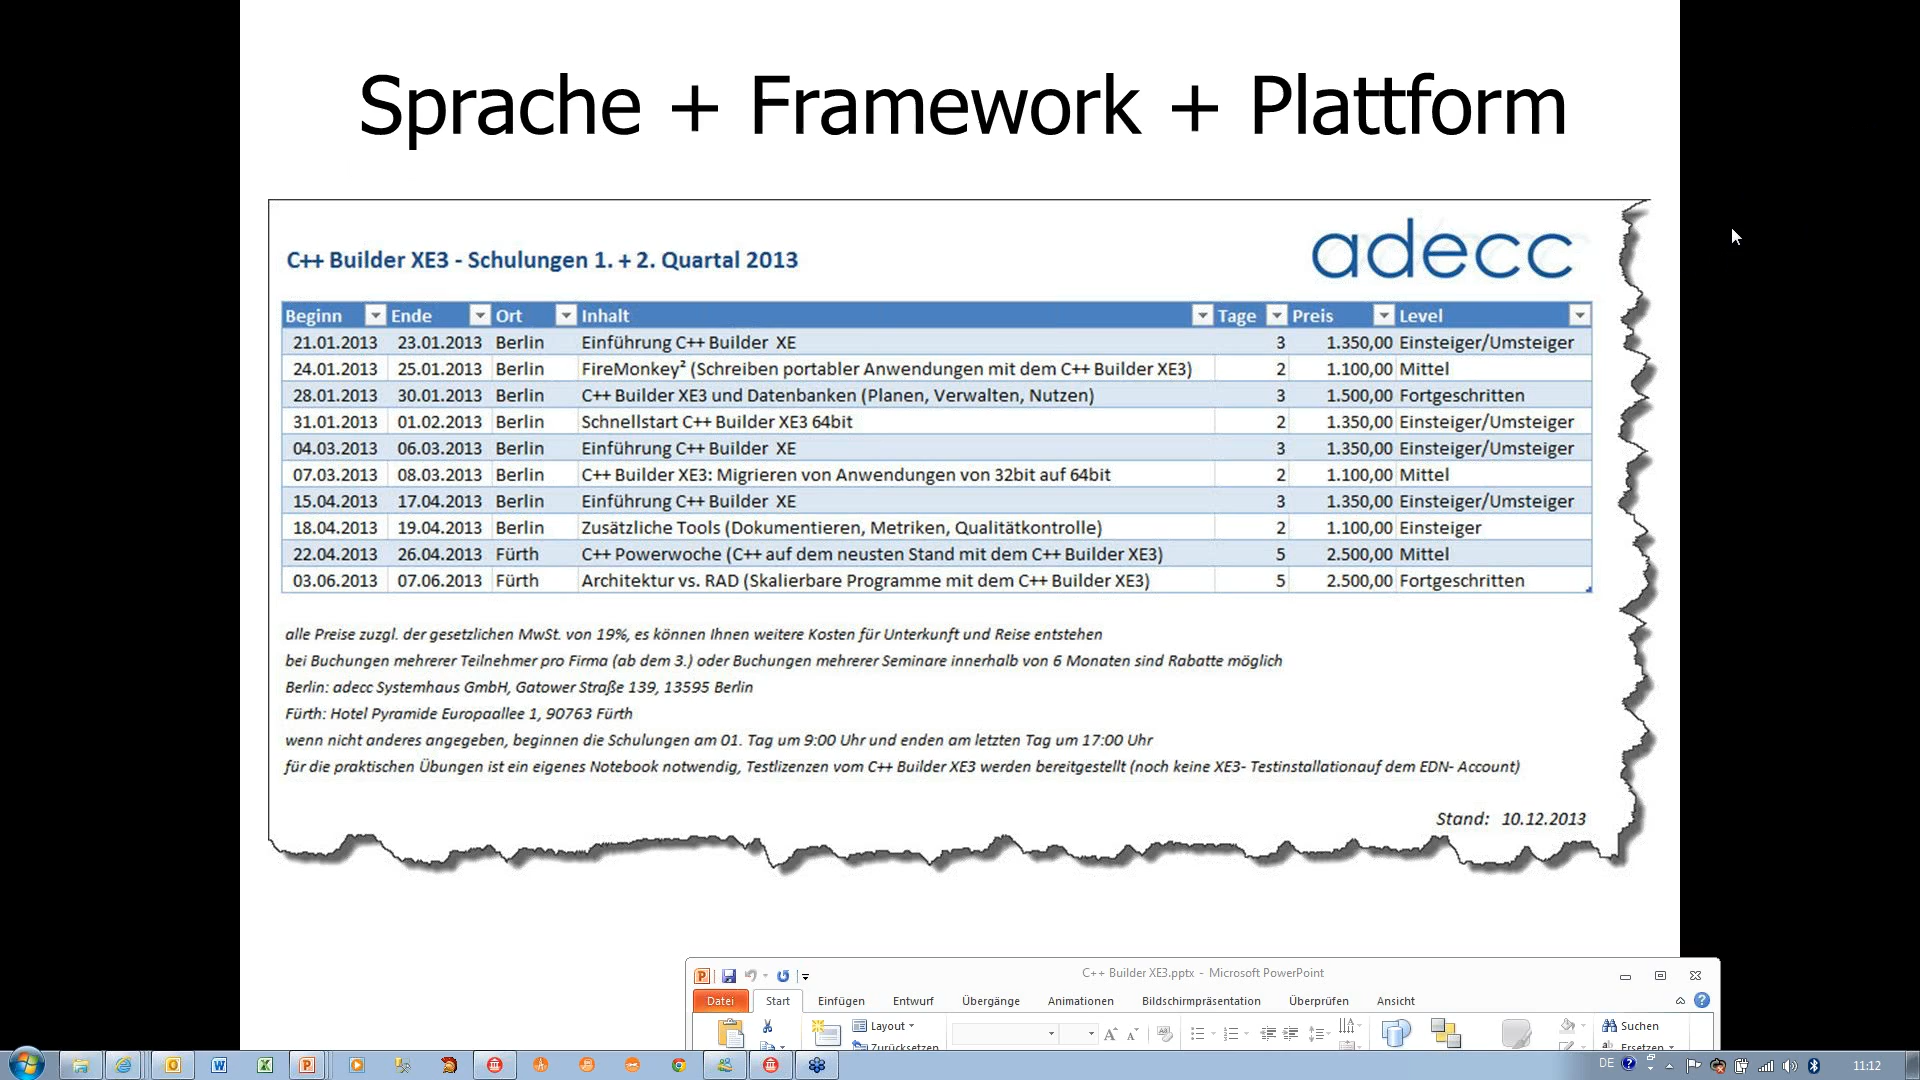 Sprache + Framework + Plattform
adecc
C++ Builder XE3 - Schulungen 1. + 2. Quartal 2013
Beginn Ende Ort Inhalt Tage Preis Level
21.01.2013 23.01.2013 Berlin Einführung C++ Builder XE 3 1.350,00 Einsteiger/Umsteiger
24.01.2013 25.01.2013 Berlin FireMonkey² (Schreiben portabler Anwendungen mit dem C++ Builder XE3) 2 1.100,00 Mittel
28.01.2013 30.01.2013 Berlin C++ Builder XE3 und Datenbanken (Planen, Verwalten, Nutzen) 3 1.500,00 Fortgeschritten
31.01.2013 01.02.2013 Berlin Schnellstart C++ Builder XE3 64bit 2 1.350,00 Einsteiger/Umsteiger
04.03.2013 06.03.2013 Berlin Einführung C++ Builder XE 3 1.350,00 Einsteiger/Umsteiger
07.03.2013 08.03.2013 Berlin C++ Builder XE3: Migrieren von Anwendungen von 32bit auf 64bit 2 1.100,00 Mittel
15.04.2013 17.04.2013 Berlin Einführung C++ Builder XE 3 1.350,00 Einsteiger/Umsteiger
18.04.2013 19.04.2013 Berlin Zusätzliche Tools (Dokumentieren, Metriken, Qualitätkontrolle) 2 1.100,00 Einsteiger
22.04.2013 26.04.2013 Fürth C++ Powerwoche (C++ auf dem neusten Stand mit dem C++ Builder XE3) 5 2.500,00 Mittel
03.06.2013 07.06.2013 Fürth Architektur vs. RAD (Skalierbare Programme mit dem C++ Builder XE3) 5 2.500,00 Fortgeschritten
alle Preise zuzgl. der gesetzlichen MwSt. von 19%, es können Ihnen weitere Kosten für Unterkunft und Reise entstehen
bei Buchungen mehrerer Teilnehmer pro Firma (ab dem 3.) oder Buchungen mehrerer Seminare innerhalb von 6 Monaten sind Rabatte möglich
Berlin: adecc Systemhaus GmbH, Gatower Straße 139, 13595 Berlin
Fürth: Hotel Pyramide Europaallee 1, 90763 Fürth
wenn nicht anderes angegeben, beginnen die Schulungen am 01. Tag um 9:00 Uhr und enden am letzten Tag um 17:00 Uhr
für die praktischen Übungen ist ein eigenes Notebook notwendig, Testlizenzen vom C++ Builder XE3 werden bereitgestellt (noch keine XE3- Testinstallationauf dem EDN- Account)
Stand: 10.12.2013
C++ Builder XE3.pptx - Microsoft PowerPoint
Datei Start Einfügen Entwurf Übergänge Animationen Bildschirmpräsentation Überprüfen Ansicht
Layout Suchen
Zurücksetzen Ersetzen
DE 11:12